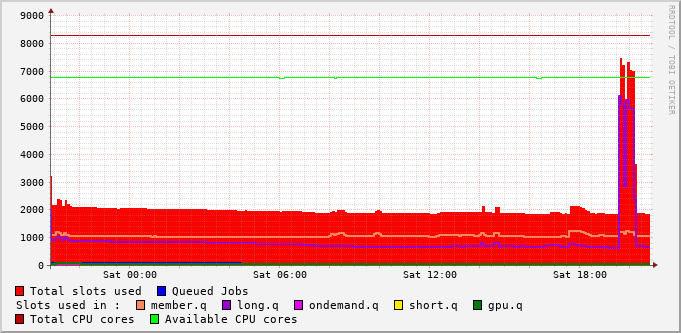 9000
8000
7000
6000
5000
4000
3000
2000
1000
0
Sat 00:00 Sat 06:00 Sat 12:00 Sat 18:00
RRDTOOL / TOBI OETIKER
Total slots used Queued Jobs
Slots used in : member.q long.q ondemand.q short.q gpu.q
Total CPU cores Available CPU cores